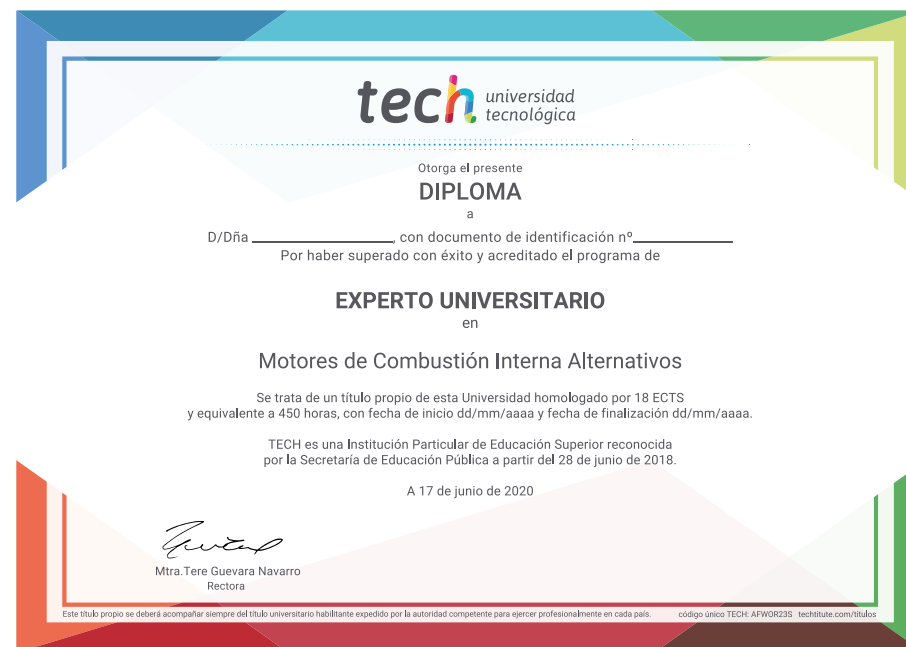 tech universidad
tecnológica
Otorga el presente
DIPLOMA
a
D/Dña ____________________, con documento de identificación nº______________
Por haber superado con éxito y acreditado el programa de
EXPERTO UNIVERSITARIO
en
Motores de Combustión Interna Alternativos
Se trata de un título propio de esta Universidad homologado por 18 ECTS
y equivalente a 450 horas, con fecha de inicio dd/mm/aaaa y fecha de finalización dd/mm/aaaa.
TECH es una Institución Particular de Educación Superior reconocida
por la Secretaría de Educación Pública a partir del 28 de junio de 2018.
A 17 de junio de 2020
Mtra.Tere Guevara Navarro
Rectora
Este título propio se deberá acompañar siempre del título universitario habilitante expedido por la autoridad competente para ejercer profesionalmente en cada país. código único TECH: AFWOR23S techtitute.com/titulos